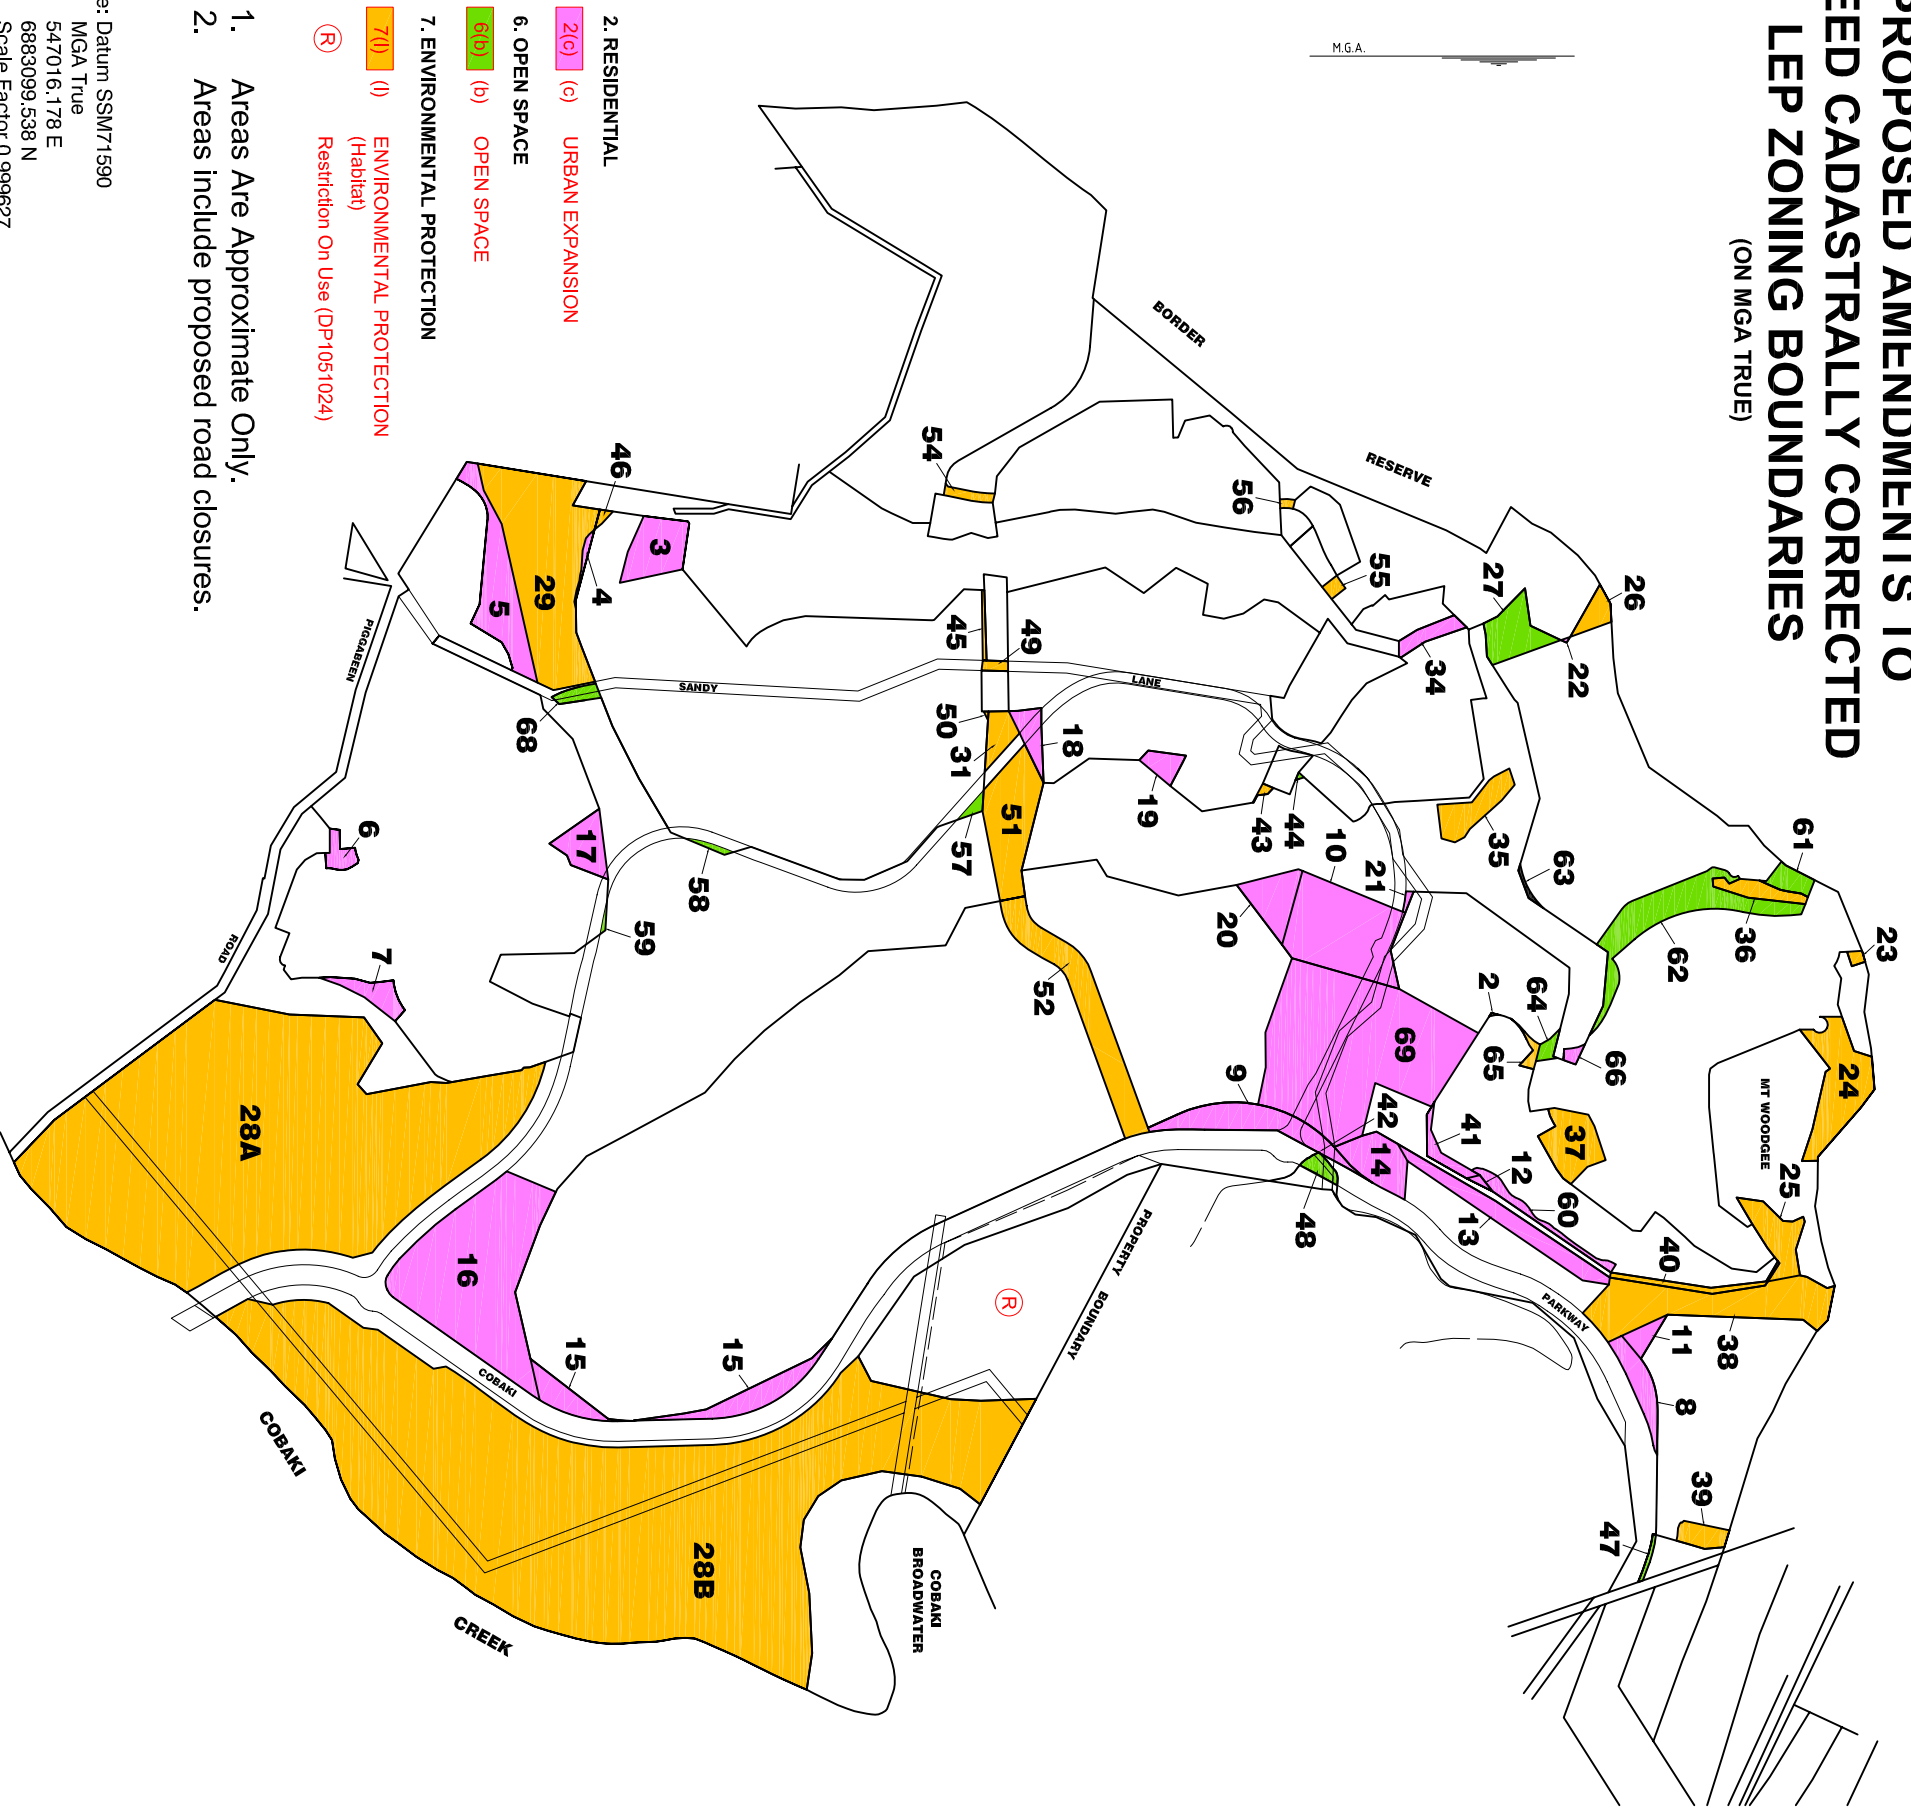 PROPOSED AMENDMENTS TO
EED CADASTRALLY CORRECTED
LEP ZONING BOUNDARIES
(ON MGA TRUE)
M.G.A.
2. RESIDENTIAL
2(c) (c) URBAN EXPANSION
6. OPEN SPACE
6(b) (b) OPEN SPACE
7. ENVIRONMENTAL PROTECTION
7(l) (l) ENVIRONMENTAL PROTECTION
(Habitat)
R Restriction On Use (DP1051024)
1. Areas Are Approximate Only.
2. Areas include proposed road closures.
e: Datum SSM71590
MGA True
547016.178 E
6883099.538 N
Scale Factor 0.999627
BORDER
RESERVE
26
27
22
56
55
34
54
46
3
4
29
5
45
49
SANDY
LANE
PIGGABEEN
68
50
31
18
19
51
57
43
44
10
21
35
63
61
62
36
23
6
17
58
59
7
ROAD
20
52
2
64
65
66
69
24
MT WOODGEE
9
42
41
14
12
37
25
60
13
48
40
28A
PROPERTY
BOUNDARY
16
R
PARKWAY
11
38
15
15
8
COBAKI
COBAKI
39
47
28B
COBAKI
BROADWATER
CREEK